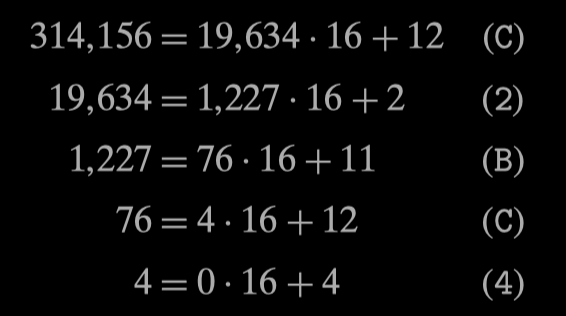 314,156 = 19,634 · 16 + 12 (C)
19,634 = 1,227 · 16 + 2 (2)
1,227 = 76 · 16 + 11 (B)
76 = 4 · 16 + 12 (C)
4 = 0 · 16 + 4 (4)